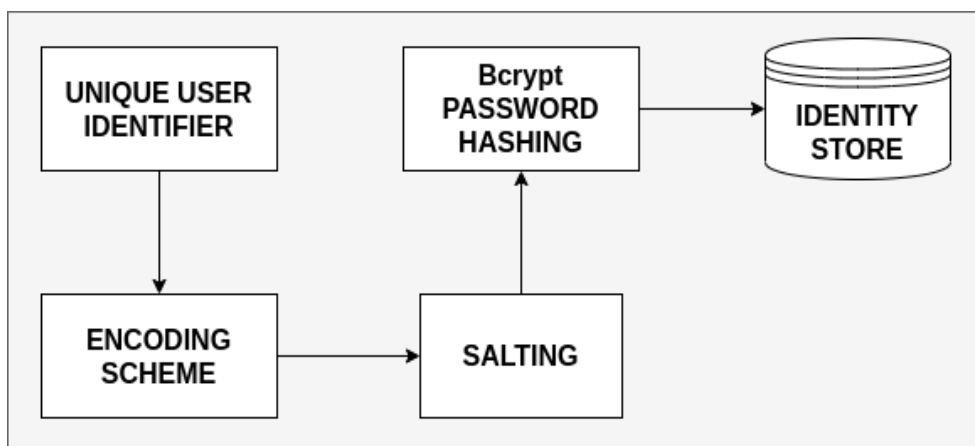 UNIQUE USER
IDENTIFIER
Bcrypt
PASSWORD
HASHING
IDENTITY
STORE
ENCODING
SCHEME
SALTING